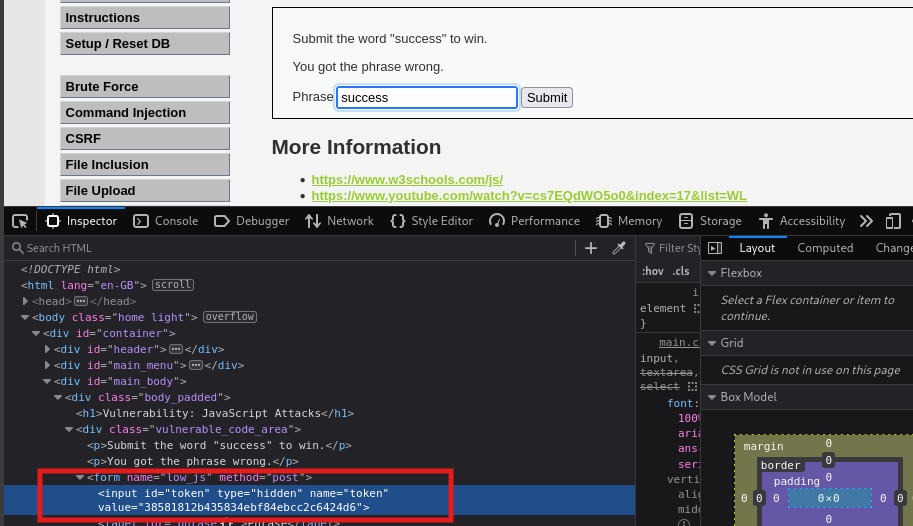 Instructions
Setup / Reset DB
Brute Force
Command Injection
CSRF
File Inclusion
File Upload
Submit the word "success" to win.
You got the phrase wrong.
Phrase success Submit
More Information
https://www.w3schools.com/js/
https://www.youtube.com/watch?v=cs7EQdWO5o0&index=17&list=WL
Inspector Console Debugger Network Style Editor Performance Memory Storage Accessibility
Search HTML
<!DOCTYPE html>
<html lang="en-GB"> scroll
<head> </head>
<body class="home light"> overflow
<div id="container">
<div id="header"> </div>
<div id="main_menu"> </div>
<div id="main_body">
<div class="body_padded">
<h1>Vulnerability: JavaScript Attacks</h1>
<div class="vulnerable_code_area">
<p>Submit the word "success" to win.</p>
<p>You got the phrase wrong.</p>
<form name="low_js" method="post">
<input id="token" type="hidden" name="token"
value="38581812b435834ebf84ebcc2c6424d6">
Filter Sty
:hov .cls
element
}
main.c
input,
textarea,
select
font:
100%
aria
ans-
seri
verti
alig
midd
Layout Computed Change
Flexbox
Select a Flex container or item to
continue.
Grid
CSS Grid is not in use on this page
Box Model
margin 0
border 0
padding 0
0 0 0 0×0 0 0 0
0